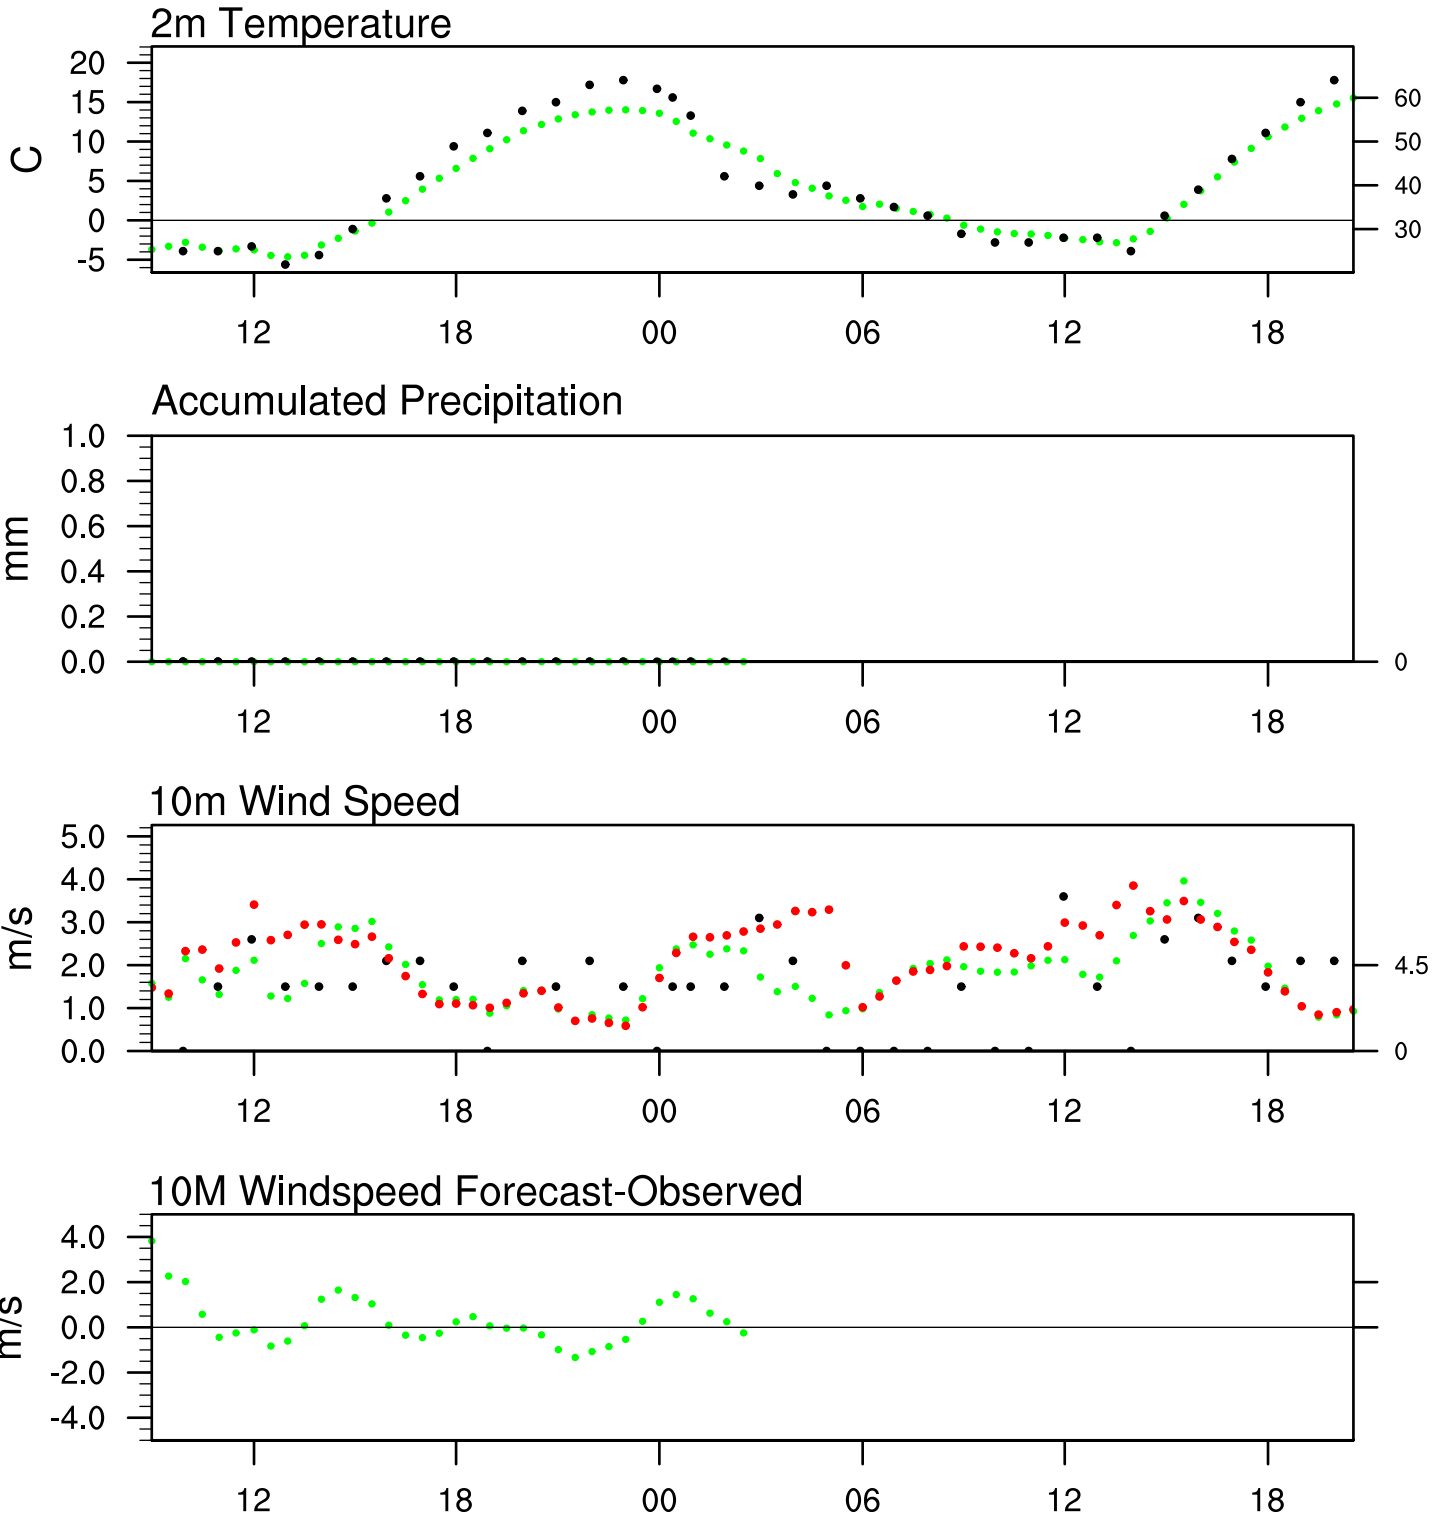 2m Temperature
20
15
10
5
0
-5
C
60
50
40
30
12 18 00 06 12 18
Accumulated Precipitation
1.0
0.8
0.6
0.4
0.2
0.0
mm
0
12 18 00 06 12 18
10m Wind Speed
5.0
4.0
3.0
2.0
1.0
0.0
m/s
4.5
0
12 18 00 06 12 18
10M Windspeed Forecast-Observed
4.0
2.0
0.0
-2.0
-4.0
m/s
12 18 00 06 12 18